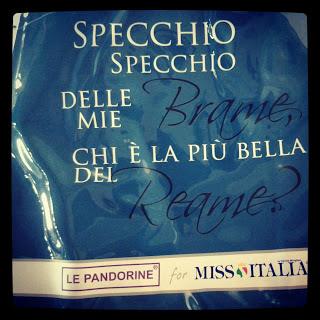 SPECCHIO
SPECCHIO
DELLE
MIE Brame,
CHI È LA PIÙ BELLA
DEL Reame?
LE PANDORINE® for MISS ITALIA